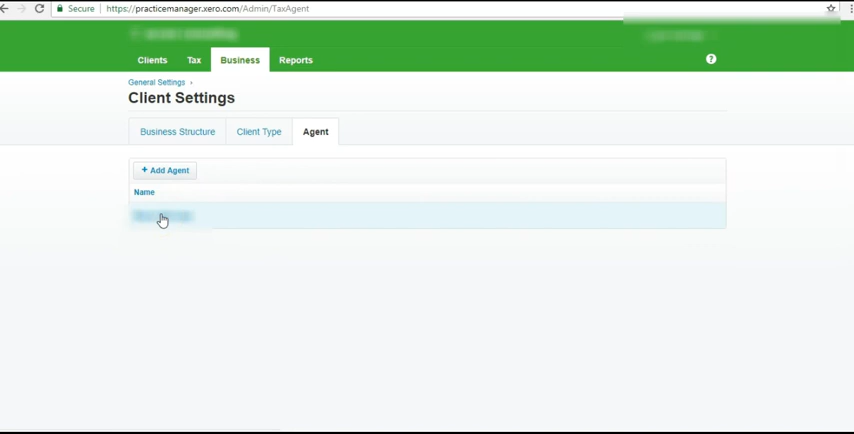 Secure | https://practicemanager.xero.com/Admin/TaxAgent
Clients Tax Business Reports ?
General Settings ›
Client Settings
Business Structure Client Type Agent
+ Add Agent
Name